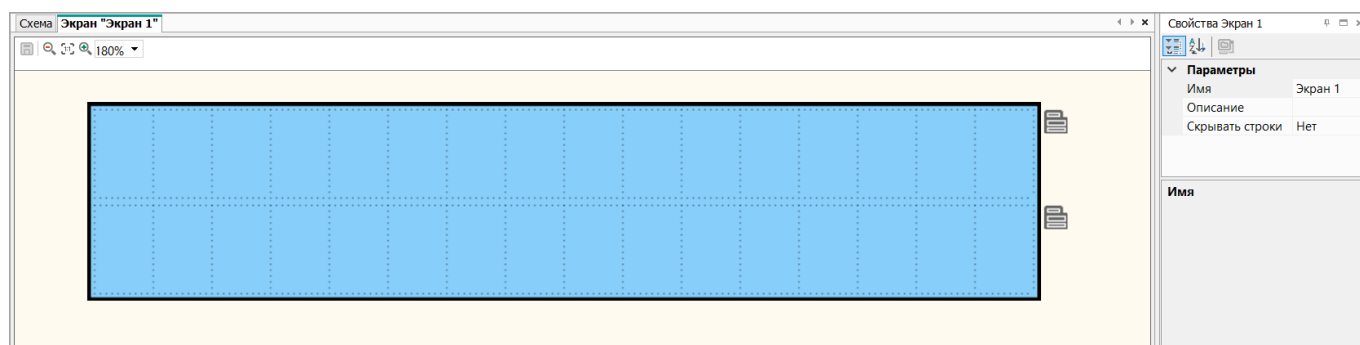 Схема Экран "Экран 1"
180%
Свойства Экран 1
Параметры
Имя Экран 1
Описание
Скрывать строки Нет
Имя